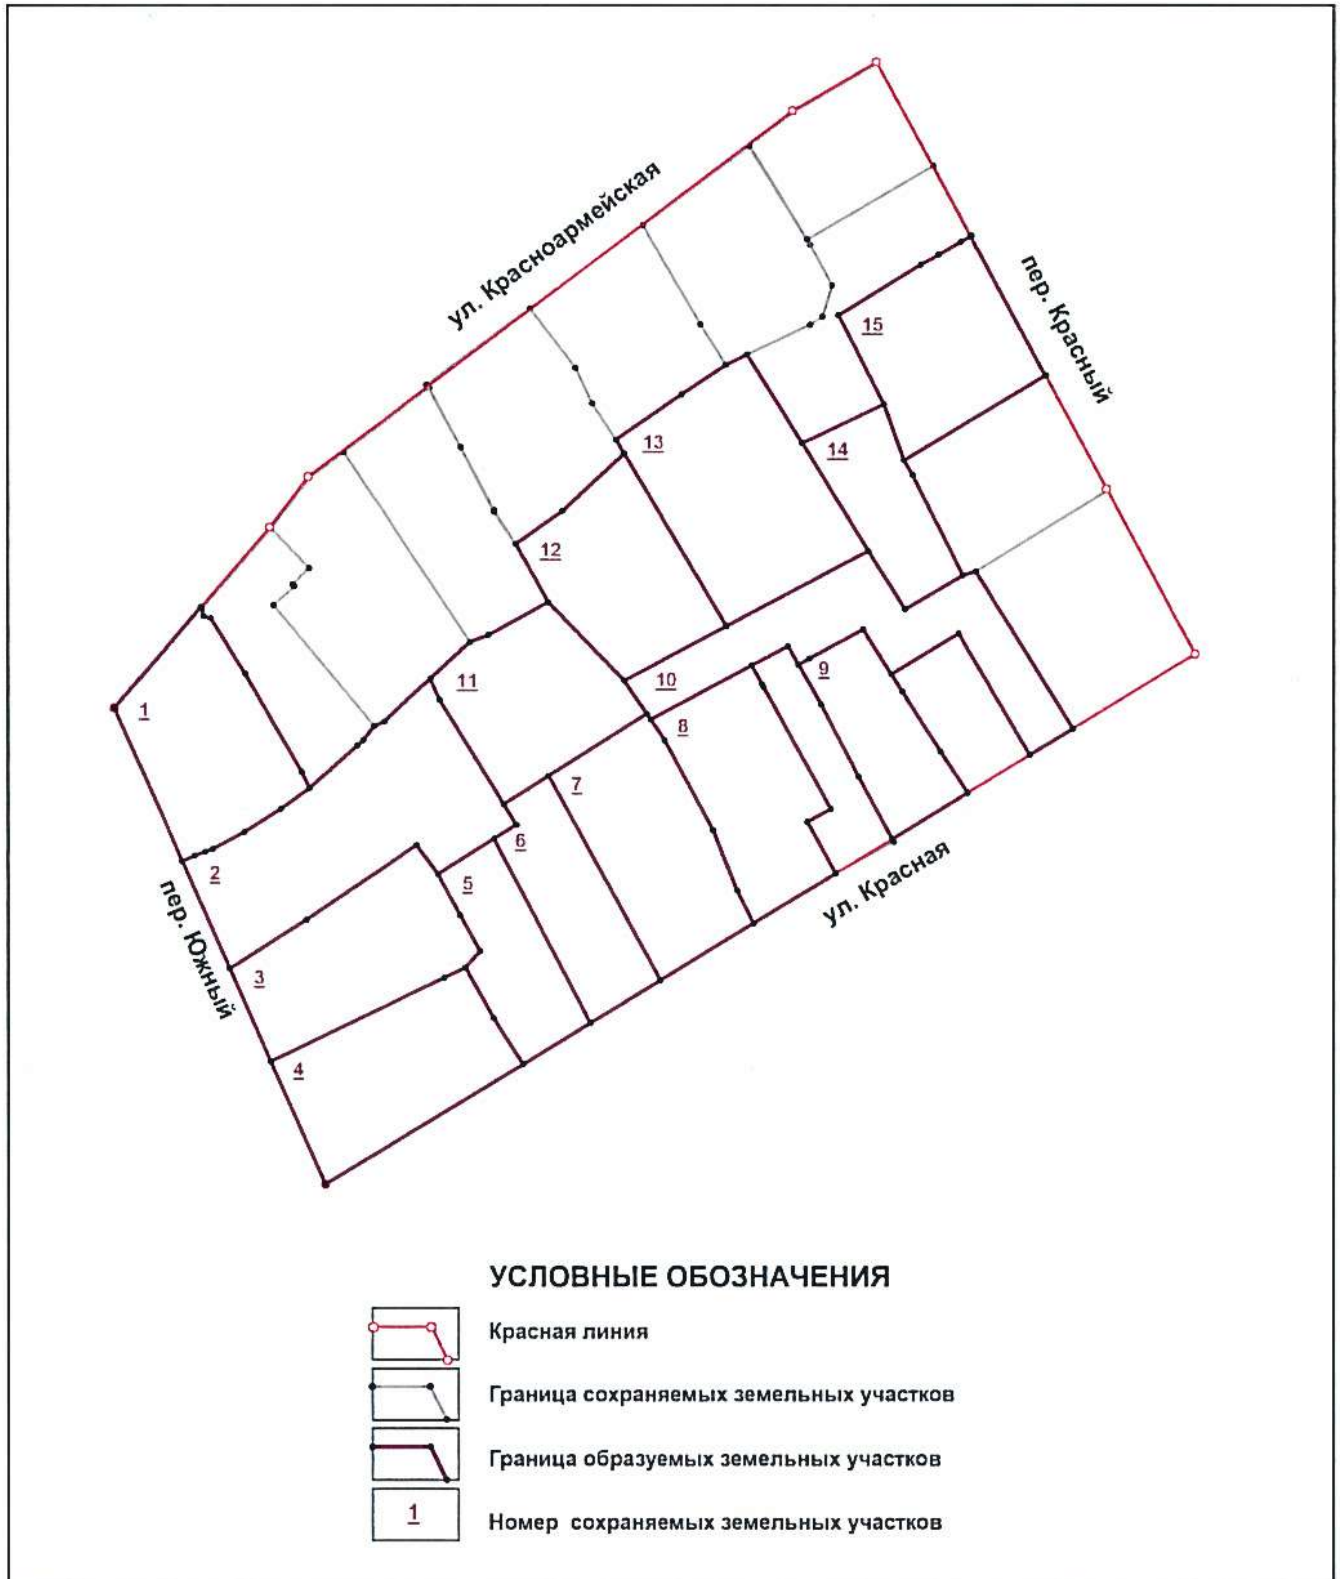 ул. Красноармейская
пер. Красный
15
13
14
12
11
10
9
1
8
7
6
2
5
пер. Южный
3
ул. Красная
4
УСЛОВНЫЕ ОБОЗНАЧЕНИЯ
Красная линия
Граница сохраняемых земельных участков
Граница образуемых земельных участков
1 Номер сохраняемых земельных участков